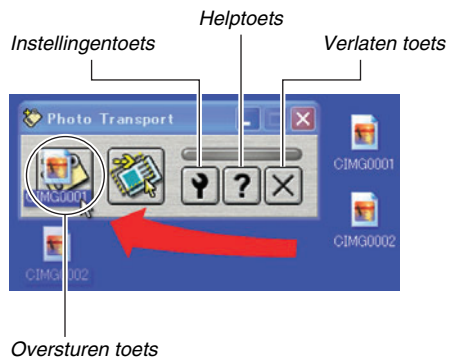 Helptoets
Instellingentoets
Verlaten toets
Photo Transport
CIMG0001
CIMG0001
CIMG0002
CIMG0002
Oversturen toets